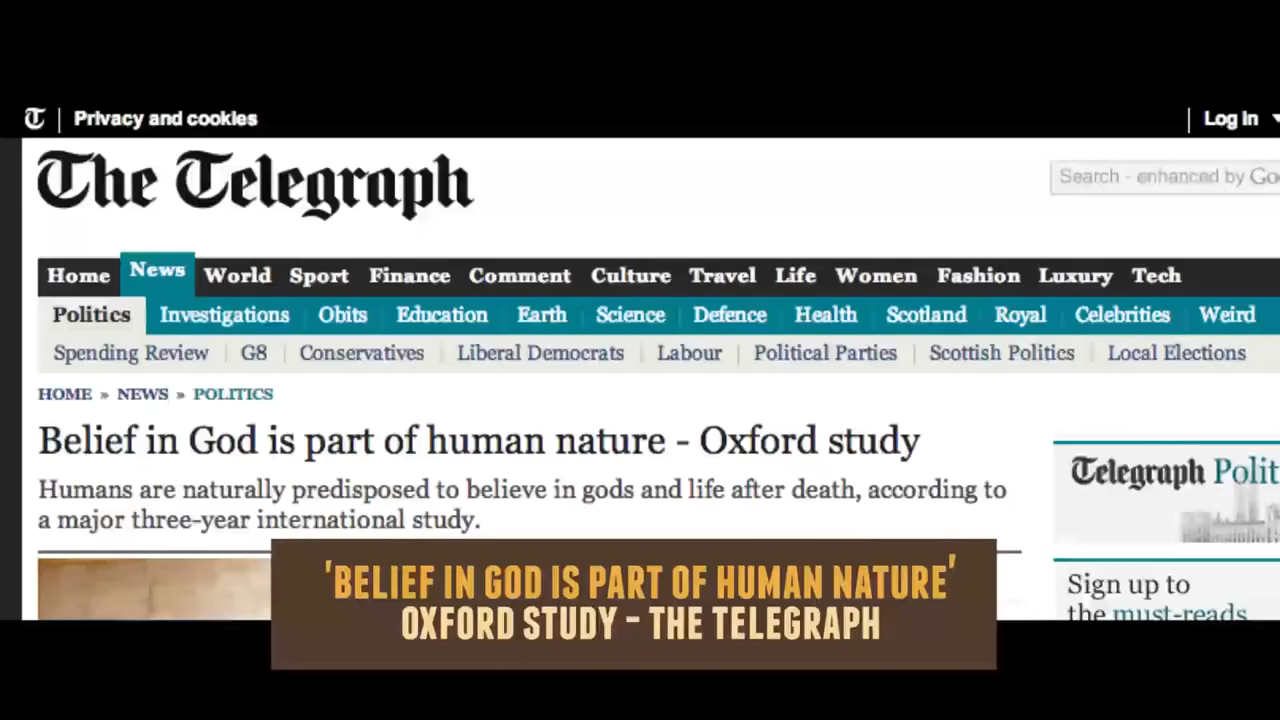 Privacy and cookies
Log in
The Telegraph
Search - enhanced by
Home News World Sport Finance Comment Culture Travel Life Women Fashion Luxury Tech
Politics Investigations Obits Education Earth Science Defence Health Scotland Royal Celebrities Weird
Spending Review G8 Conservatives Liberal Democrats Labour Political Parties Scottish Politics Local Elections
HOME » NEWS » POLITICS
Belief in God is part of human nature - Oxford study
Humans are naturally predisposed to believe in gods and life after death, according to
a major three-year international study.
Telegraph
Sign up to
the must-reads
'BELIEF IN GOD IS PART OF HUMAN NATURE'
OXFORD STUDY - THE TELEGRAPH